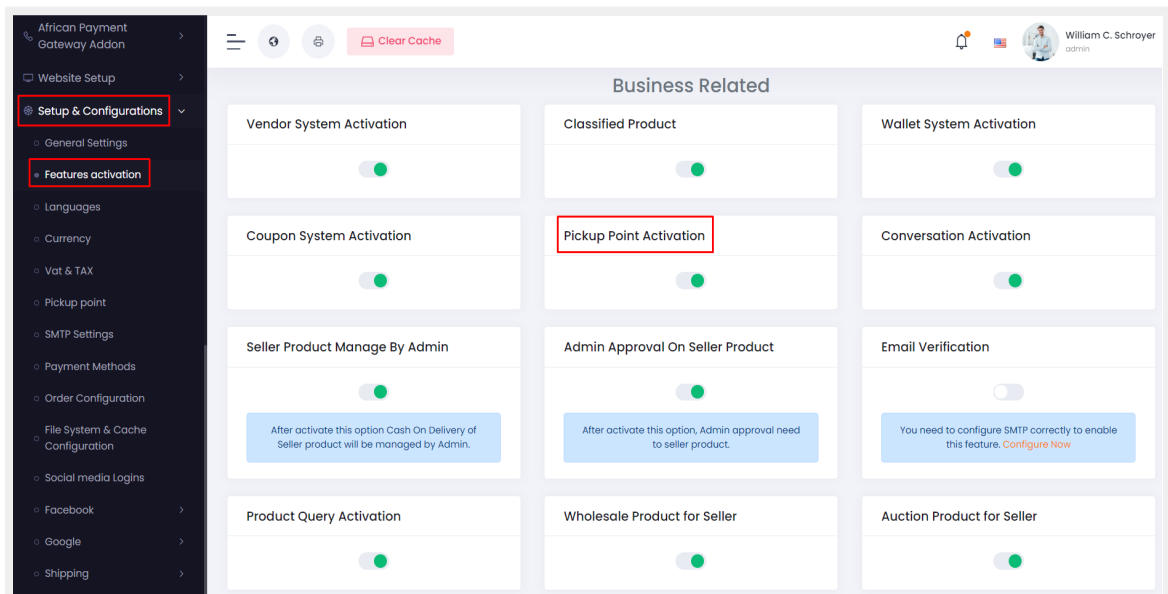 African Payment
Gateway Addon
Website Setup
Setup & Configurations
General Settings
Features activation
Languages
Currency
Vat & TAX
Pickup point
SMTP Settings
Payment Methods
Order Configuration
File System & Cache
Configuration
Social media Logins
Facebook
Google
Shipping
Clear Cache
William C. Schroyer
admin
Business Related
Vendor System Activation
Classified Product
Wallet System Activation
Coupon System Activation
Pickup Point Activation
Conversation Activation
Seller Product Manage By Admin
After activate this option Cash On Delivery of
Seller product will be managed by Admin.
Admin Approval On Seller Product
After activate this option, Admin approval need
to seller product.
Email Verification
You need to configure SMTP correctly to enable
this feature. Configure Now
Product Query Activation
Wholesale Product for Seller
Auction Product for Seller